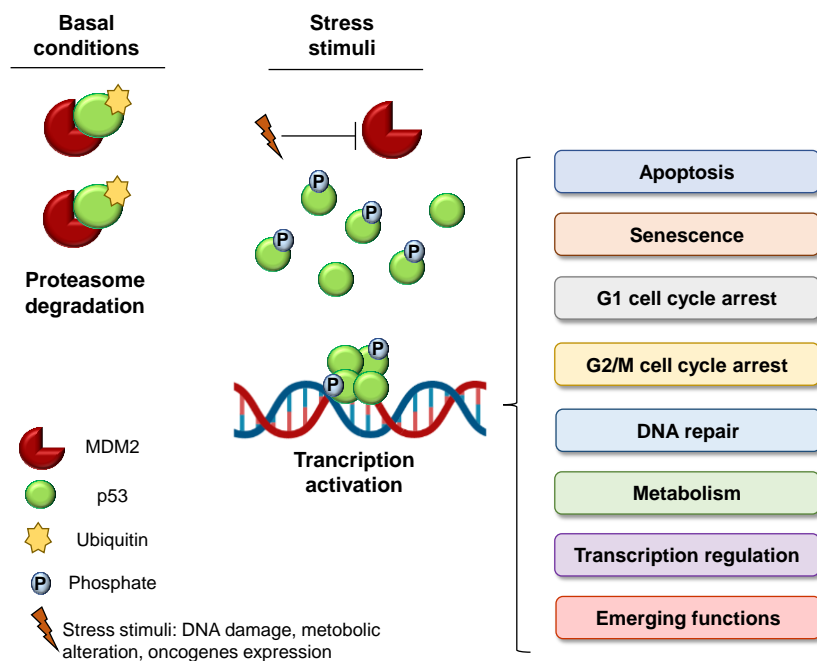 Basal
conditions
Stress
stimuli
P
P
P
P
Proteasome
degradation
P
P
Trancription
activation
MDM2
p53
Ubiquitin
P
Phosphate
Stress stimuli: DNA damage, metobolic
alteration, oncogenes expression
Apoptosis
Senescence
G1 cell cycle arrest
G2/M cell cycle arrest
DNA repair
Metabolism
Transcription regulation
Emerging functions